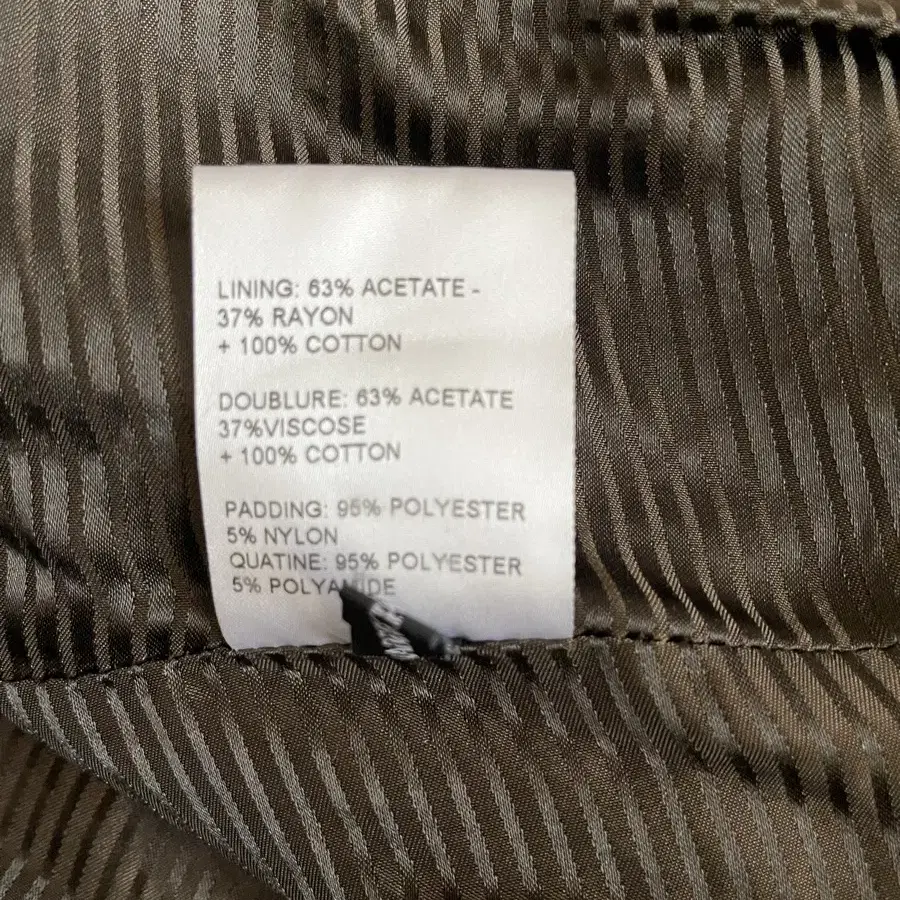 LINING: 63% ACETATE -
37% RAYON
+ 100% COTTON
DOUBLURE: 63% ACETATE
37%VISCOSE
+ 100% COTTON
PADDING: 95% POLYESTER
5% NYLON
QUATINE: 95% POLYESTER
5% POLYAMIDE